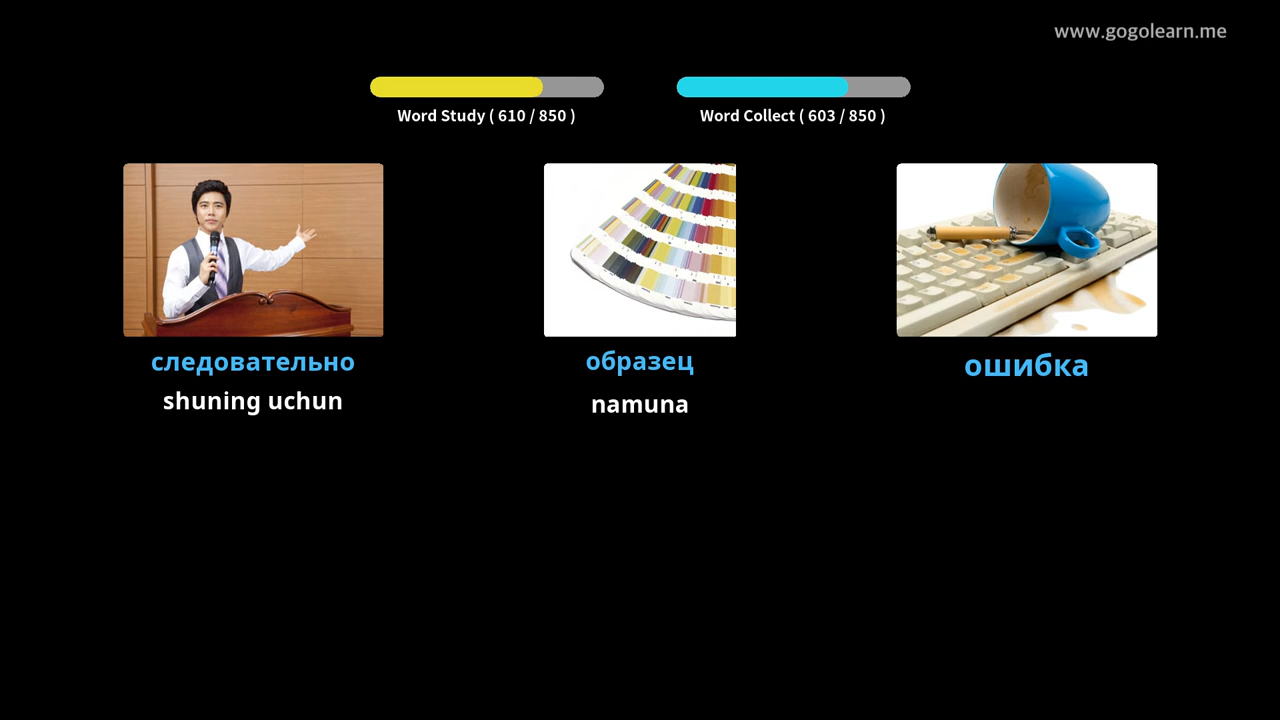 www.gogolearn.me
Word Study ( 610 / 850 )
Word Collect ( 603 / 850 )
следовательно
shuning uchun
образец
namuna
ошибка